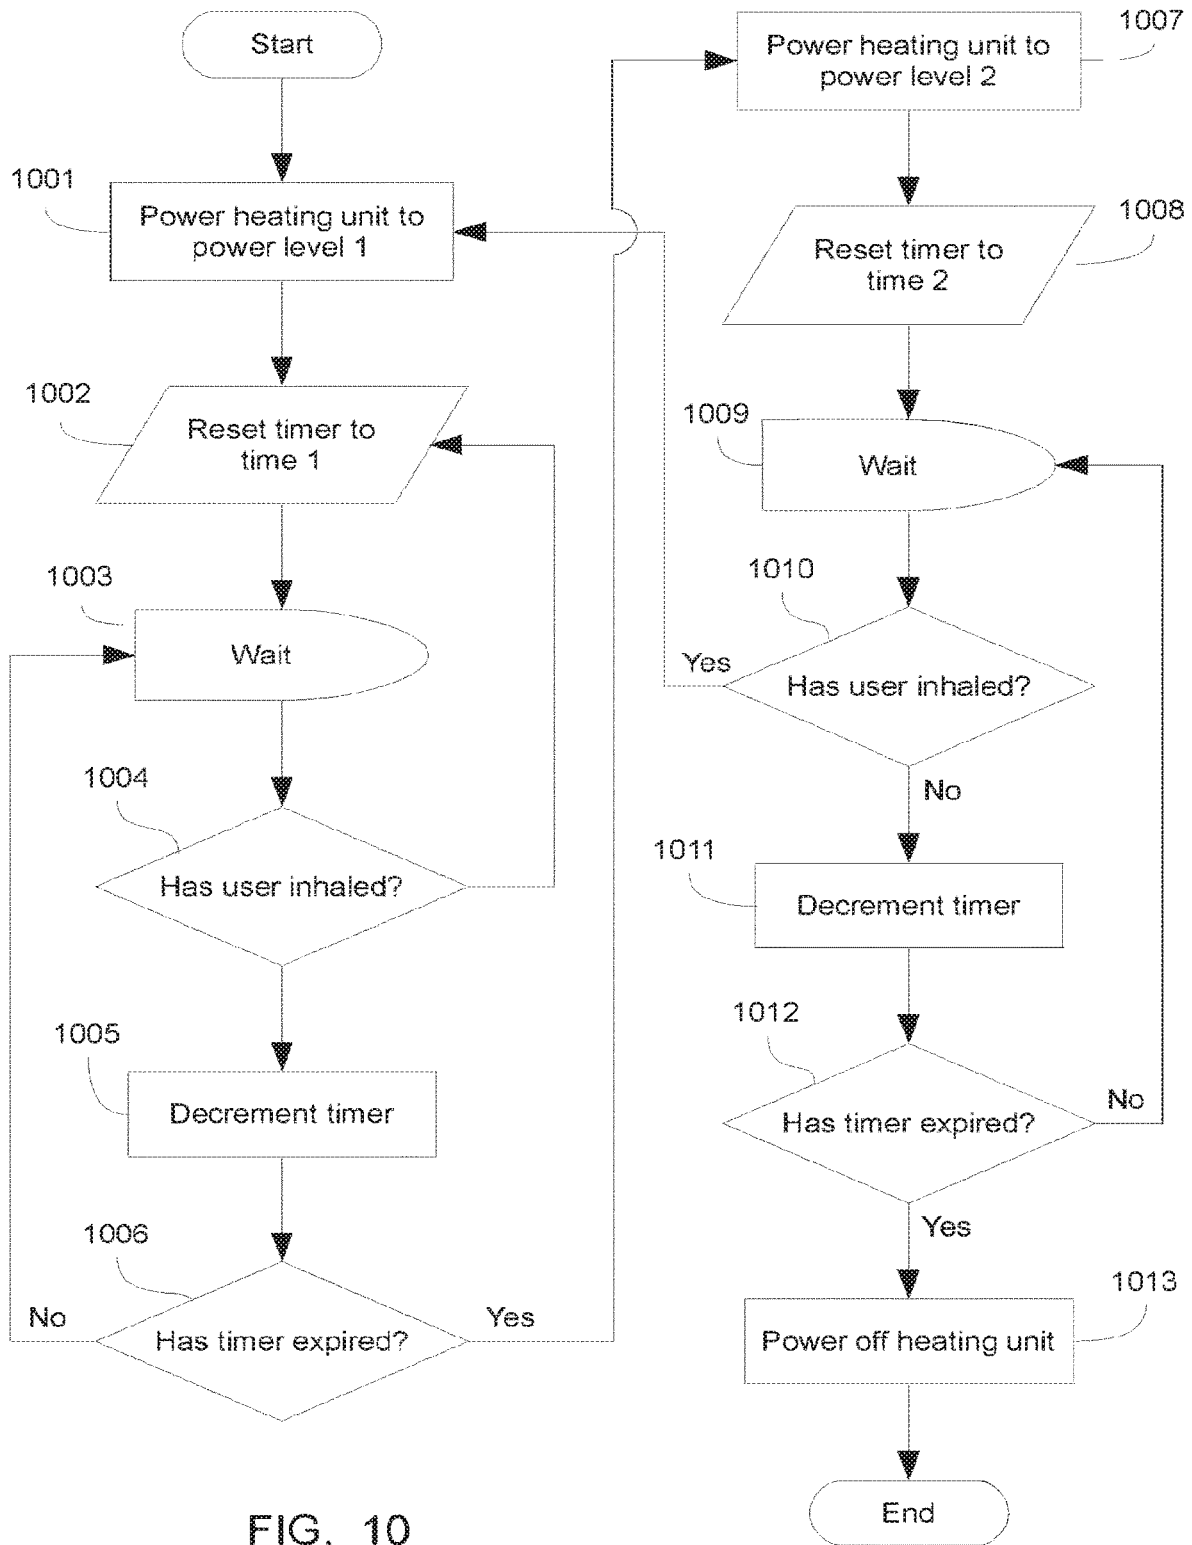 Start
1001
Power heating unit to
power level 1
1002
Reset timer to
time 1
1003
Wait
1004
Has user inhaled?
1005
Decrement timer
1006
No
Has timer expired?
Yes
1007
Power heating unit to
power level 2
1008
Reset timer to
time 2
1009
Wait
1010
Yes
Has user inhaled?
No
1011
Decrement timer
1012
Has timer expired?
No
Yes
1013
Power off heating unit
End
FIG. 10